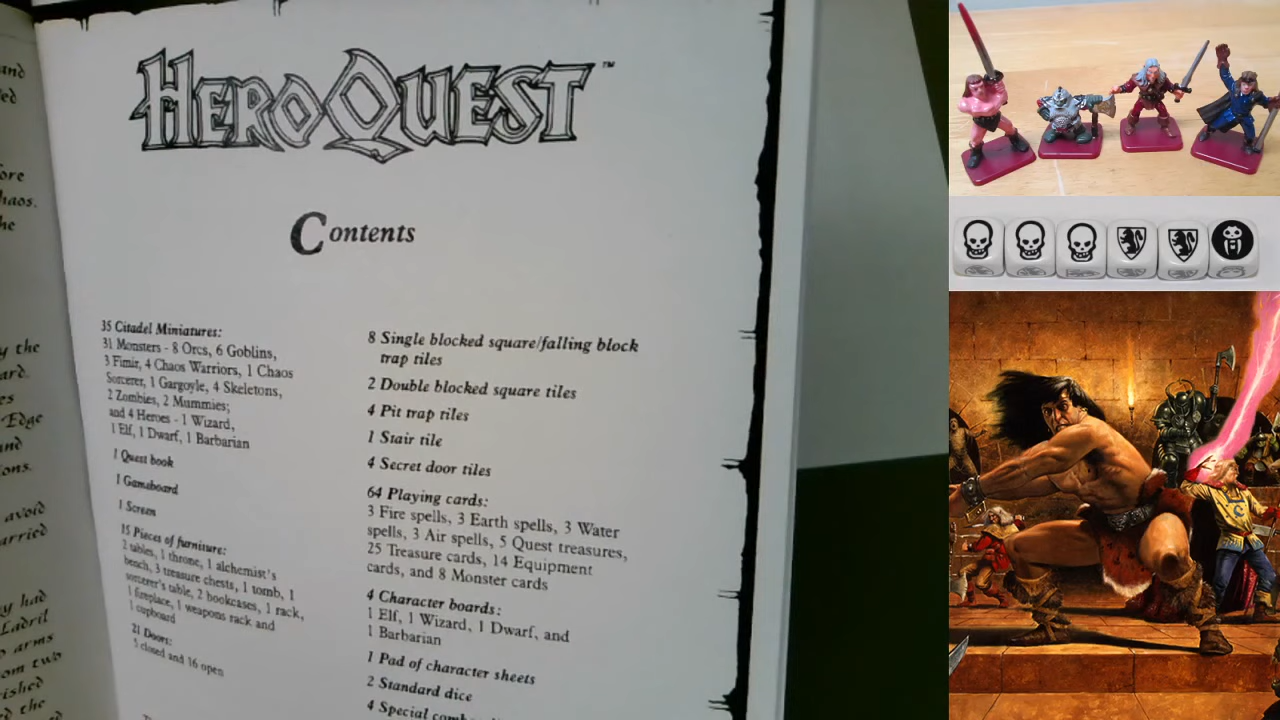 and
ore
haos.
he
y the
ard.
es
Edge
and
ons.
avoid
arried
y had
Ladril
arms
om two
ished
d the
HEROQUEST™
Contents
35 Citadel Miniatures:
31 Monsters - 8 Orcs, 6 Goblins,
3 Fimir, 4 Chaos Warriors, 1 Chaos
Sorcerer, 1 Gargoyle, 4 Skeletons,
2 Zombies, 2 Mummies;
and 4 Heroes - 1 Wizard,
1 Elf, 1 Dwarf, 1 Barbarian
1 Quest book
1 Gameboard
1 Screen
15 Pieces of furniture:
2 tables, 1 throne, 1 alchemist's
bench, 3 treasure chests, 1 tomb, 1
sorcerer's table, 2 bookcases, 1 rack,
1 fireplace, 1 weapons rack and
1 cupboard
21 Doors:
5 closed and 16 open
8 Single blocked square/falling block
trap tiles
2 Double blocked square tiles
4 Pit trap tiles
1 Stair tile
4 Secret door tiles
64 Playing cards:
3 Fire spells, 3 Earth spells, 3 Water
spells, 3 Air spells, 5 Quest treasures,
25 Treasure cards, 14 Equipment
cards, and 8 Monster cards
4 Character boards:
1 Elf, 1 Wizard, 1 Dwarf, and
1 Barbarian
1 Pad of character sheets
2 Standard dice
4 Special